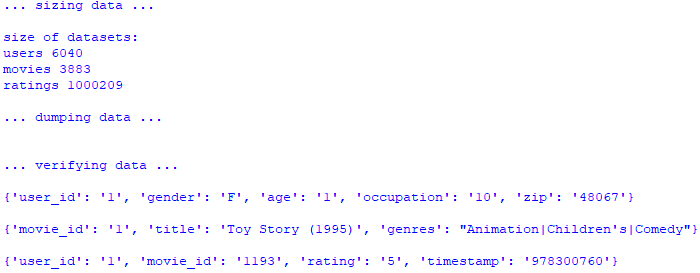 ... sizing data ...
size of datasets:
users 6040
movies 3883
ratings 1000209
... dumping data ...
... verifying data ...
{'user_id': '1', 'gender': 'F', 'age': '1', 'occupation': '10', 'zip': '48067'}
{'movie_id': '1', 'title': 'Toy Story (1995)', 'genres': "Animation|Children's|Comedy"}
{'user_id': '1', 'movie_id': '1193', 'rating': '5', 'timestamp': '978300760'}